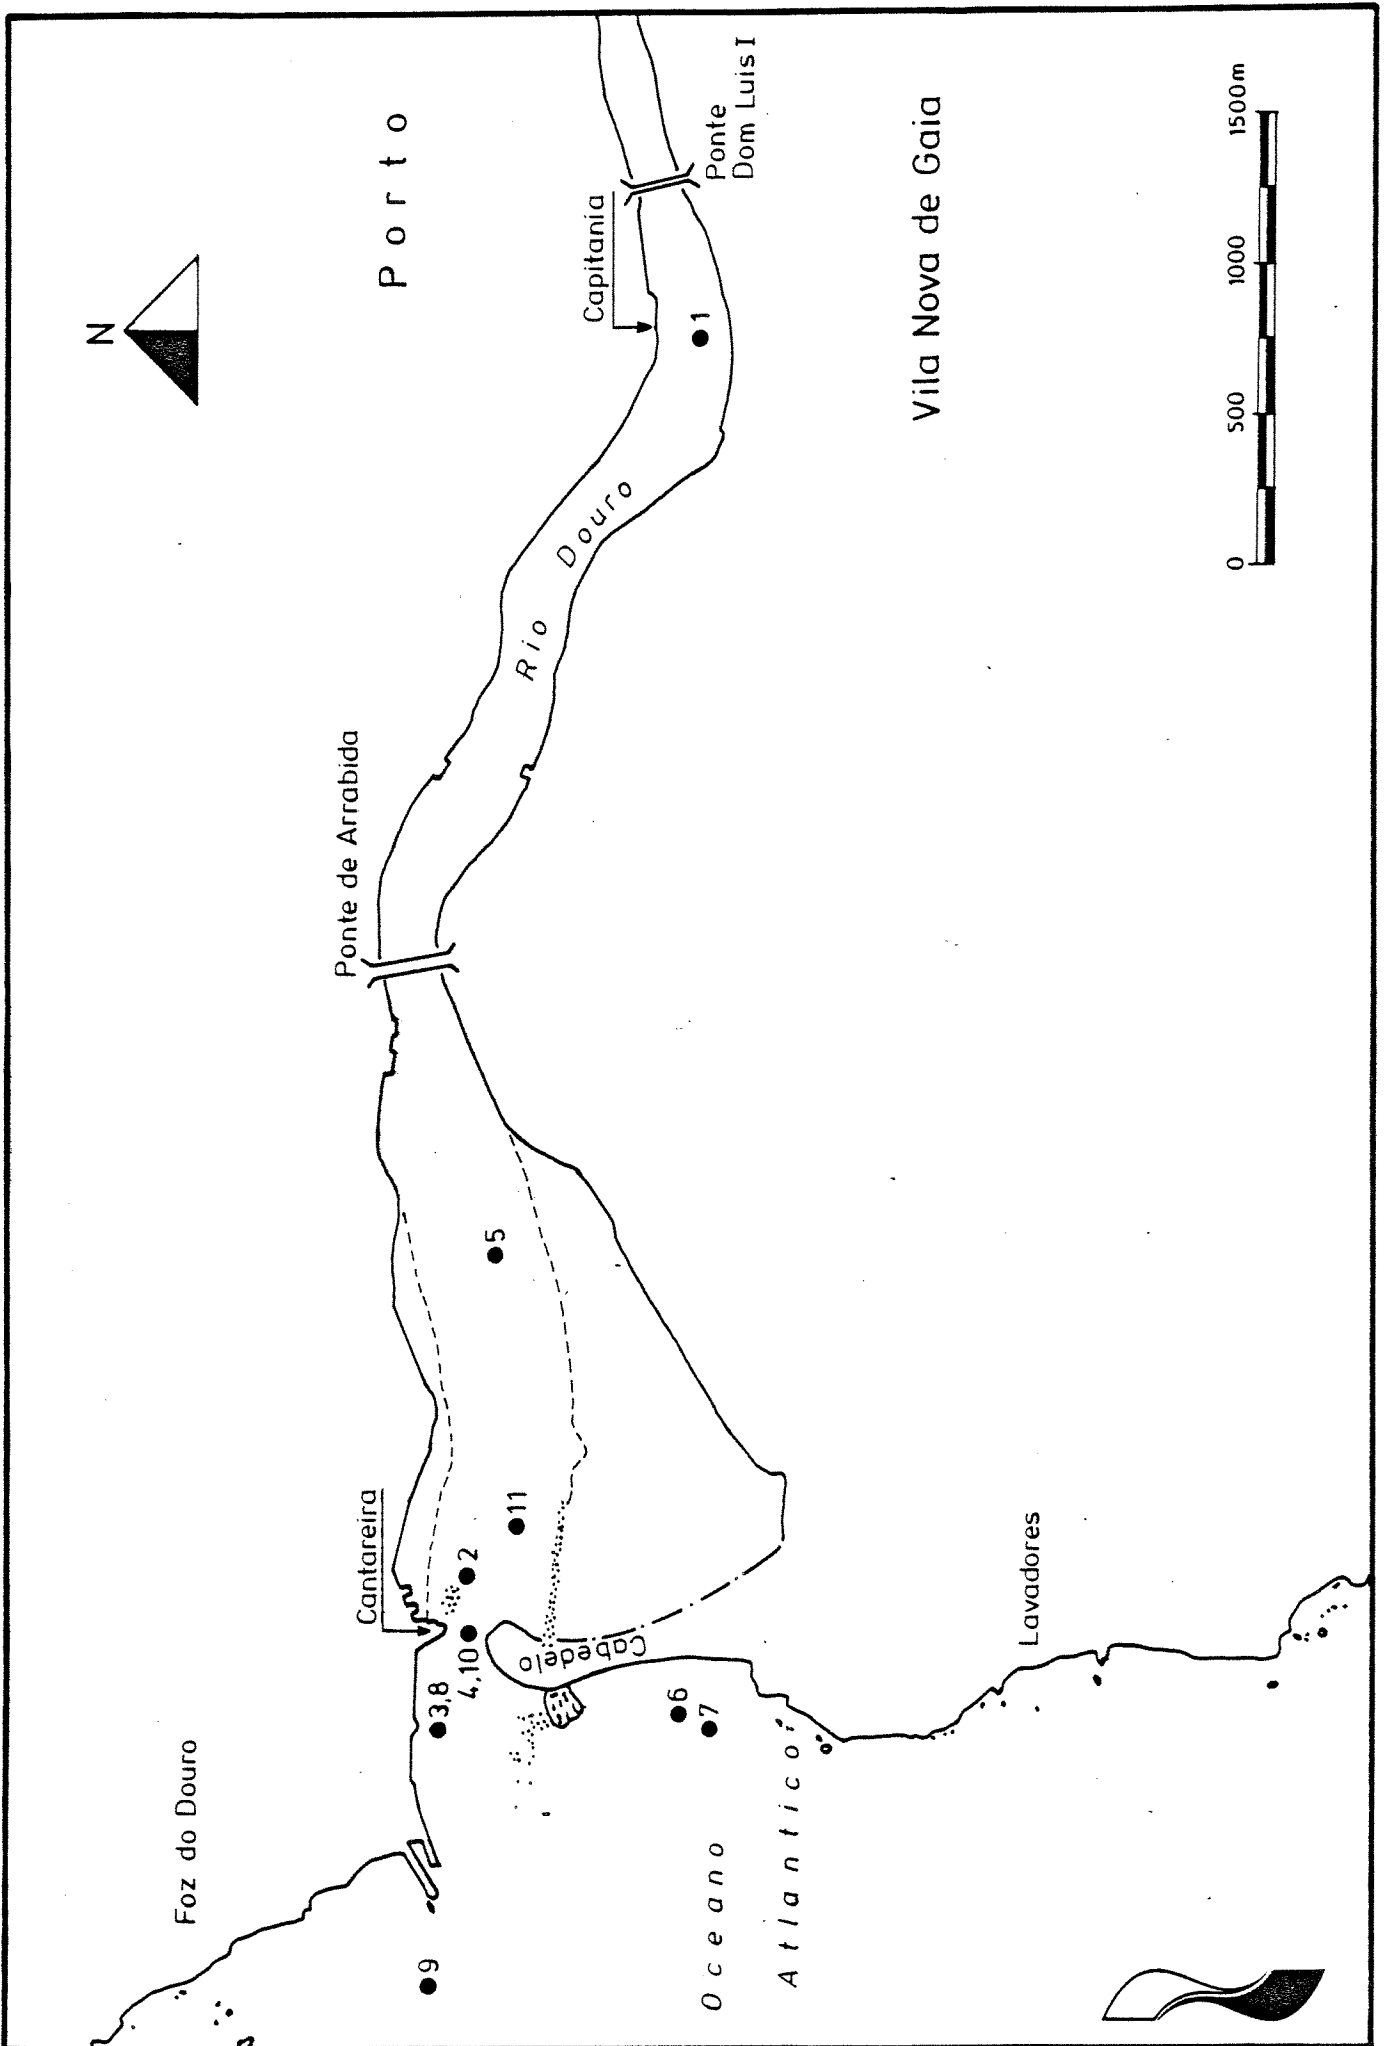 N
Porto
Ponte de Arrabida
Capitania
Ponte
Dom Luis I
1
Rio Douro
Vila Nova de Gaia
0 500 1000 1500m
Foz do Douro
Cantareira
9
3,8
4,10
2
11
5
Cabedelo
6
7
Oceano
Atlantico
Lavadores